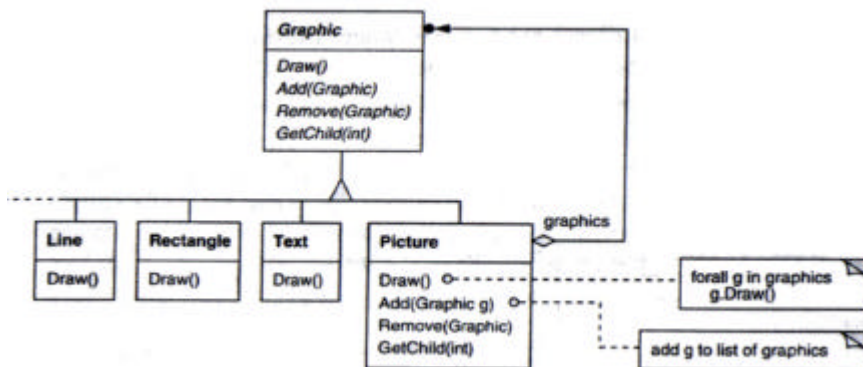 Graphic
Draw()
Add(Graphic)
Remove(Graphic)
GetChild(int)
graphics
Line
Draw()
Rectangle
Draw()
Text
Draw()
Picture
Draw()
Add(Graphic g)
Remove(Graphic)
GetChild(int)
forall g in graphics
g.Draw()
add g to list of graphics